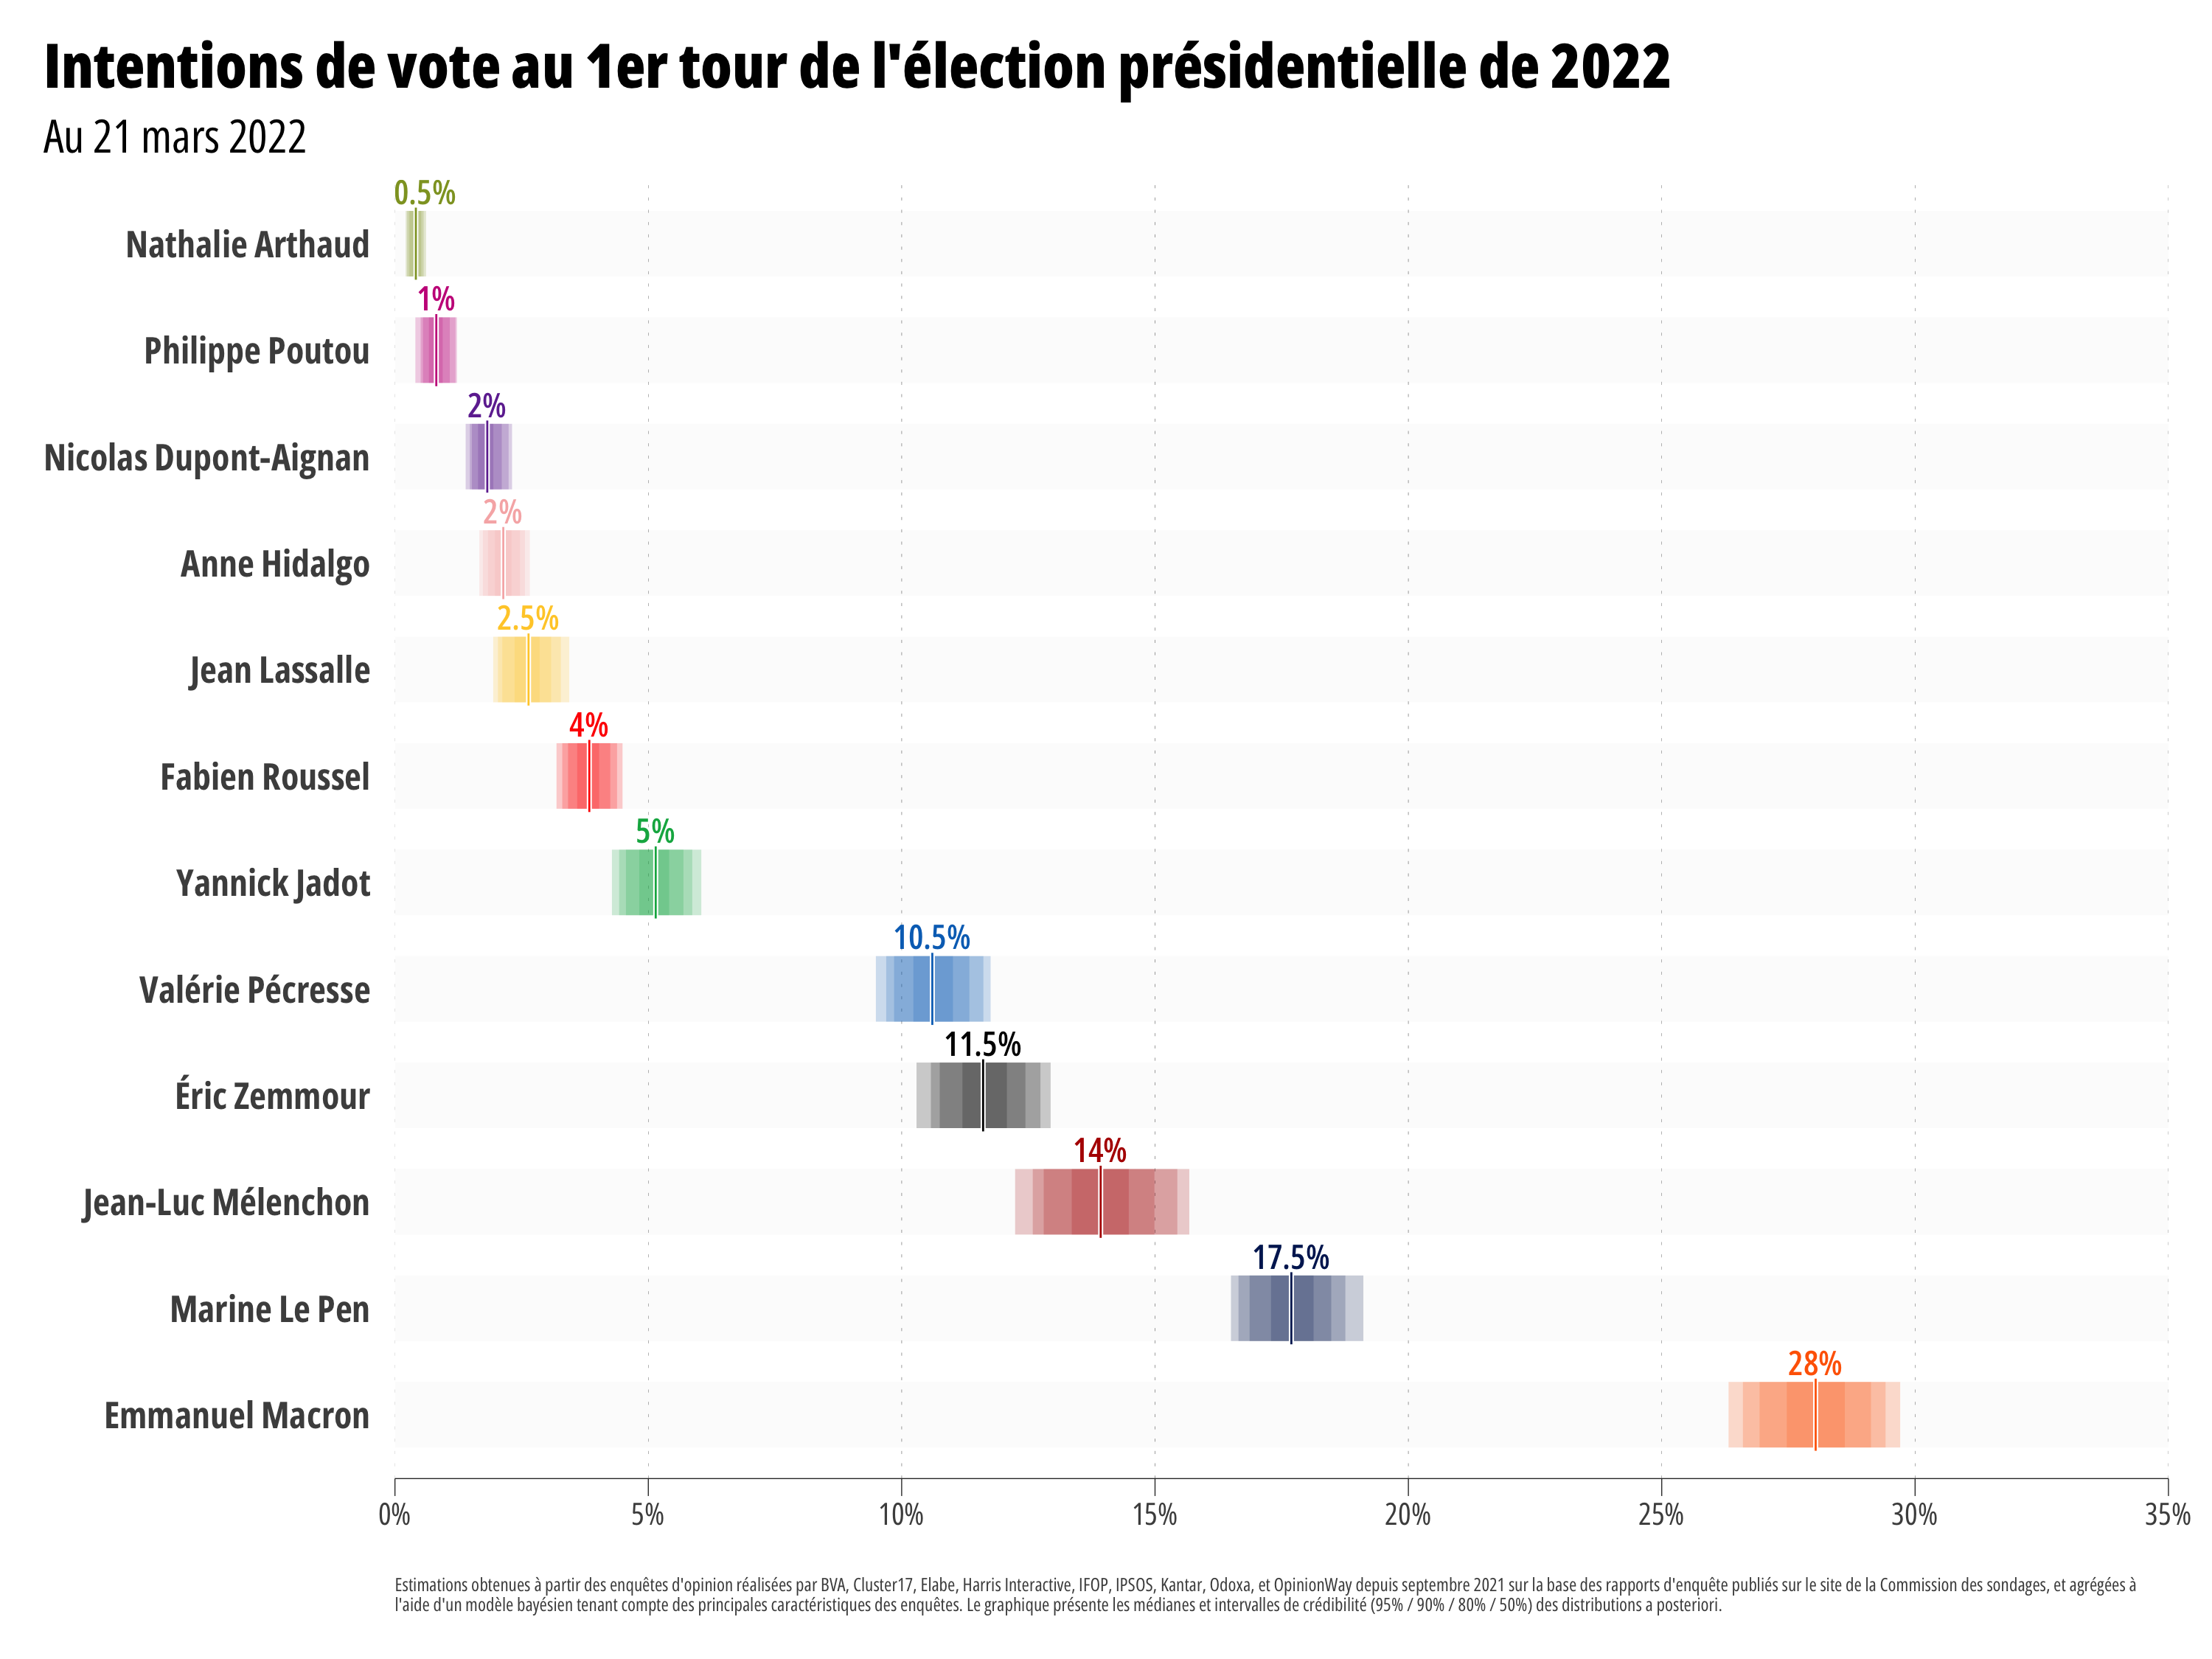 Intentions de vote au 1er tour de l'élection présidentielle de 2022
Au 21 mars 2022
0.5%
Nathalie Arthaud
1%
Philippe Poutou
2%
Nicolas Dupont-Aignan
2%
Anne Hidalgo
2.5%
Jean Lassalle
4%
Fabien Roussel
5%
Yannick Jadot
10.5%
Valérie Pécresse
11.5%
Éric Zemmour
14%
Jean-Luc Mélenchon
17.5%
Marine Le Pen
28%
Emmanuel Macron
0% 5% 10% 15% 20% 25% 30% 35%
Estimations obtenues à partir des enquêtes d'opinion réalisées par BVA, Cluster17, Elabe, Harris Interactive, IFOP, IPSOS, Kantar, Odoxa, et OpinionWay depuis septembre 2021 sur la base des rapports d'enquête publiés sur le site de la Commission des sondages, et agrégées à
l'aide d'un modèle bayésien tenant compte des principales caractéristiques des enquêtes. Le graphique présente les médianes et intervalles de crédibilité (95% / 90% / 80% / 50%) des distributions a posteriori.